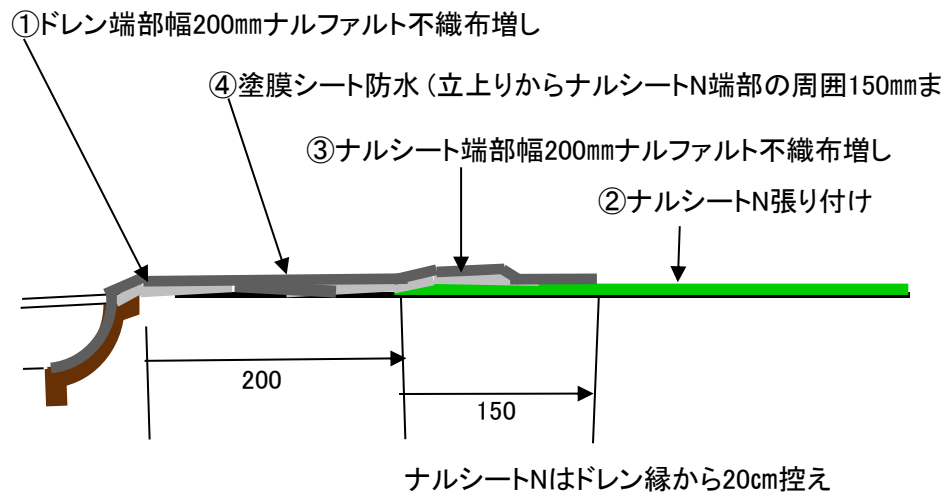 ①ドレン端部幅200㎜ナルファルト不織布増し
④塗膜シート防水（立上りからナルシートN端部の周囲150㎜ま
③ナルシート端部幅200㎜ナルファルト不織布増し
②ナルシートN張り付け
200
150
ナルシートNはドレン縁から20㎝控え